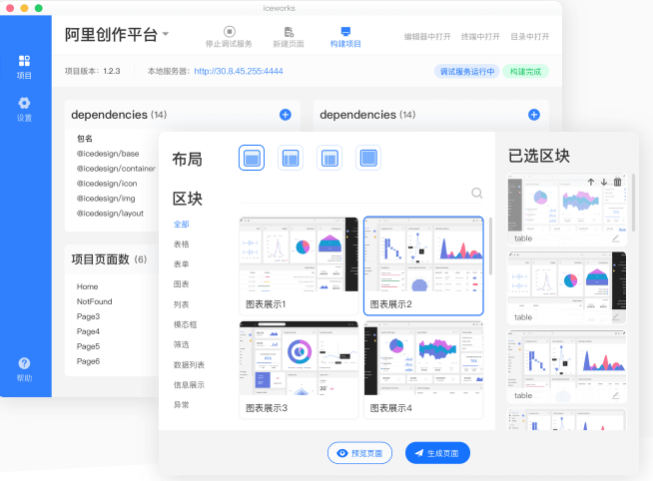 iceworks
阿里创作平台
停止调试服务
新建页面
构建项目
编辑器中打开 终端中打开 目录中打开
项目
设置
帮助
项目版本：1.2.3
本地服务器：http://30.8.45.255:4444
调试服务运行中
构建完成
dependencies (14)
包名
@icedesign/base
@icedesign/container
@icedesign/icon
@icedesign/img
@icedesign/layout
dependencies (14)
项目页面数 (6)
Home
NotFound
Page3
Page4
Page5
Page6
布局
区块
全部
表格
表单
图表
列表
模态框
筛选
数据列表
信息展示
异常
图表展示1
图表展示2
图表展示3
图表展示4
已选区块
table
table
table
预览页面
生成页面